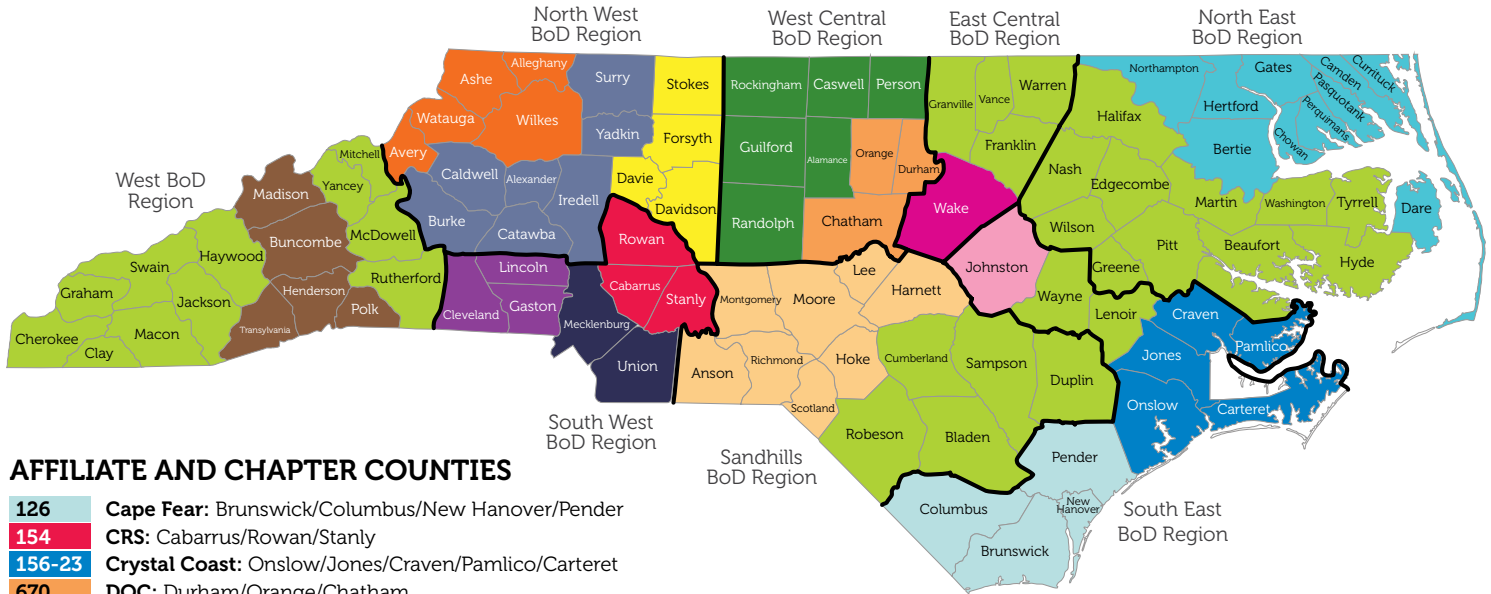 North West
BoD Region
West Central
BoD Region
East Central
BoD Region
North East
BoD Region
West BoD
Region
South West
BoD Region
Sandhills
BoD Region
South East
BoD Region
Ashe
Alleghany
Surry
Stokes
Rockingham
Caswell
Person
Granville
Vance
Warren
Northampton
Gates
Camden
Currituck
Pasquotank
Perquimans
Chowan
Hertford
Halifax
Watauga
Wilkes
Yadkin
Forsyth
Guilford
Alamance
Orange
Durham
Franklin
Nash
Edgecombe
Bertie
Mitchell
Avery
Caldwell
Alexander
Iredell
Davie
Davidson
Randolph
Chatham
Wake
Wilson
Martin
Washington
Tyrrell
Dare
Madison
Yancey
Burke
Catawba
Rowan
Lee
Johnston
Greene
Pitt
Beaufort
Hyde
Buncombe
McDowell
Haywood
Swain
Graham
Jackson
Cherokee
Macon
Clay
Henderson
Rutherford
Polk
Transylvania
Lincoln
Gaston
Cleveland
Cabarrus
Stanly
Mecklenburg
Union
Montgomery
Moore
Harnett
Wayne
Lenoir
Craven
Pamlico
Jones
Anson
Richmond
Hoke
Scotland
Cumberland
Sampson
Duplin
Onslow
Carteret
Robeson
Bladen
Pender
Columbus
New
Hanover
Brunswick
AFFILIATE AND CHAPTER COUNTIES
126 Cape Fear: Brunswick/Columbus/New Hanover/Pender
154 CRS: Cabarrus/Rowan/Stanly
156-23 Crystal Coast: Onslow/Jones/Craven/Pamlico/Carteret
670 DOC: Durham/Orange/Chatham